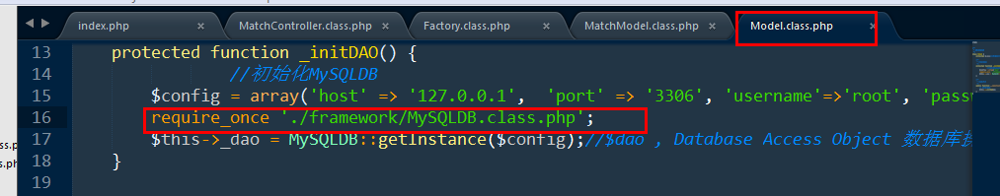 index.php × MatchController.class.php × Factory.class.php × MatchModel.class.php × Model.class.php ×
13 protected function _initDAO() {
14 //初始化MySQLDB
15 $config = array('host' => '127.0.0.1', 'port' => '3306', 'username'=>'root',
16 require_once './framework/MySQLDB.class.php';
17 $this->_dao = MySQLDB::getInstance($config);//$dao , Database Access Object 数据库
18 }
19